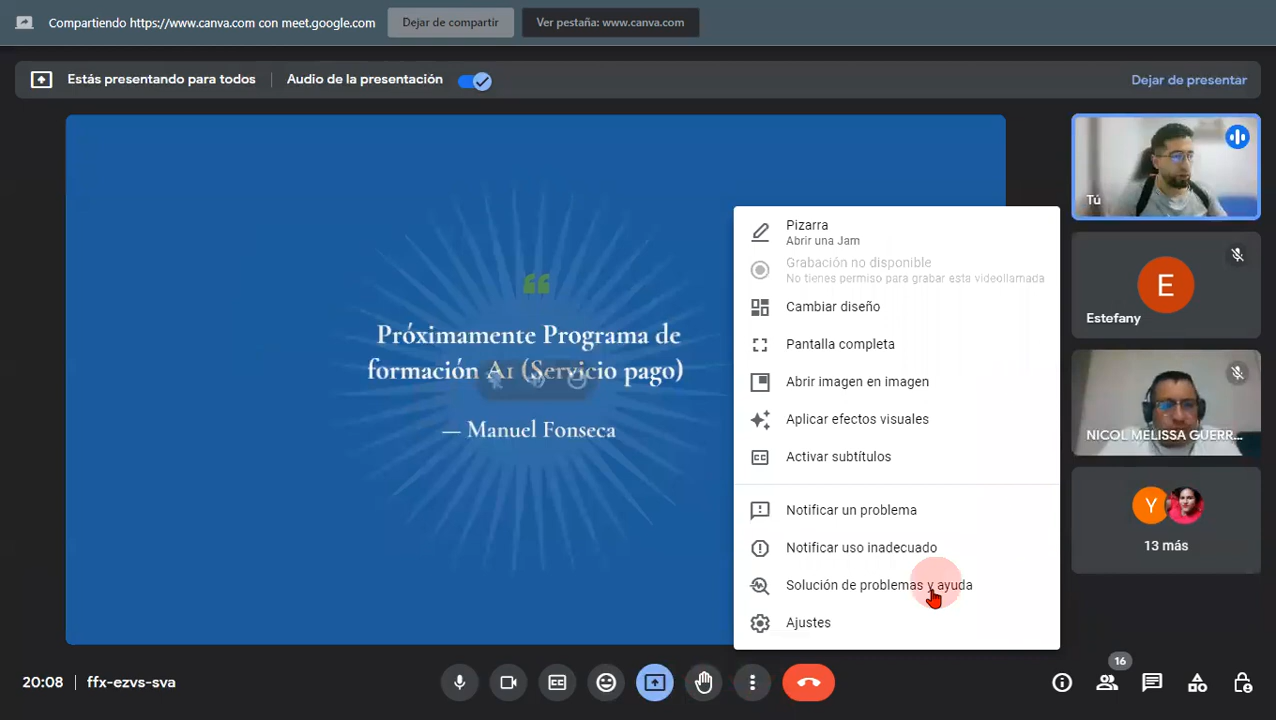 Compartiendo https://www.canva.com con meet.google.com
Dejar de compartir
Ver pestaña: www.canva.com
Estás presentando para todos
Audio de la presentación
Dejar de presentar
“
Próximamente Programa de
formación A1 (Servicio pago)
— Manuel Fonseca
Pizarra
Abrir una Jam
Grabación no disponible
No tienes permiso para grabar esta videollamada
Cambiar diseño
Pantalla completa
Abrir imagen en imagen
Aplicar efectos visuales
CC Activar subtítulos
Notificar un problema
Notificar uso inadecuado
Solución de problemas y ayuda
Ajustes
Tú
E
Estefany
NICOL MELISSA GUERR...
Y
13 más
20:08 | ffx-ezvs-sva
16